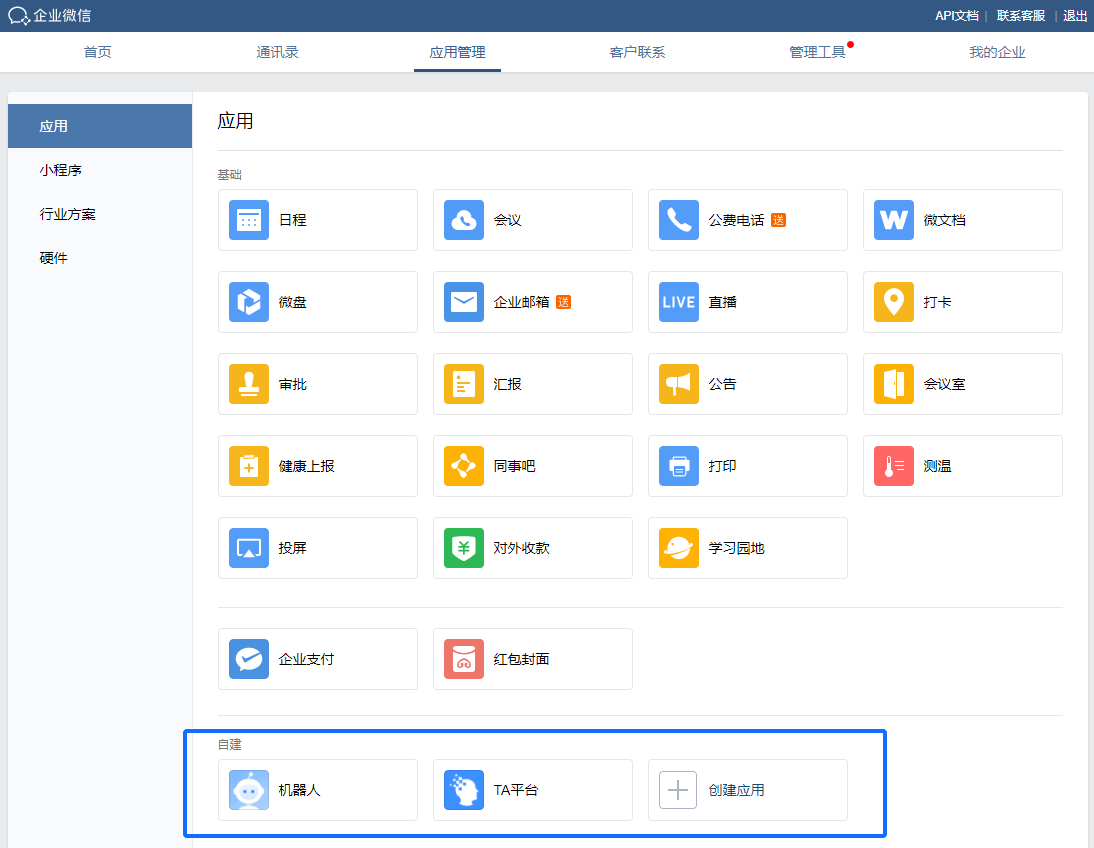 企业微信
API文档 | 联系客服 | 退出
首页 通讯录 应用管理 客户联系 管理工具 我的企业
应用
小程序
行业方案
硬件
应用
基础
日程 会议 公费电话 送 微文档
微盘 企业邮箱 送 LIVE 直播 打卡
审批 汇报 公告 会议室
健康上报 同事吧 打印 测温
投屏 对外收款 学习园地
企业支付 红包封面
自建
机器人 TA平台 创建应用